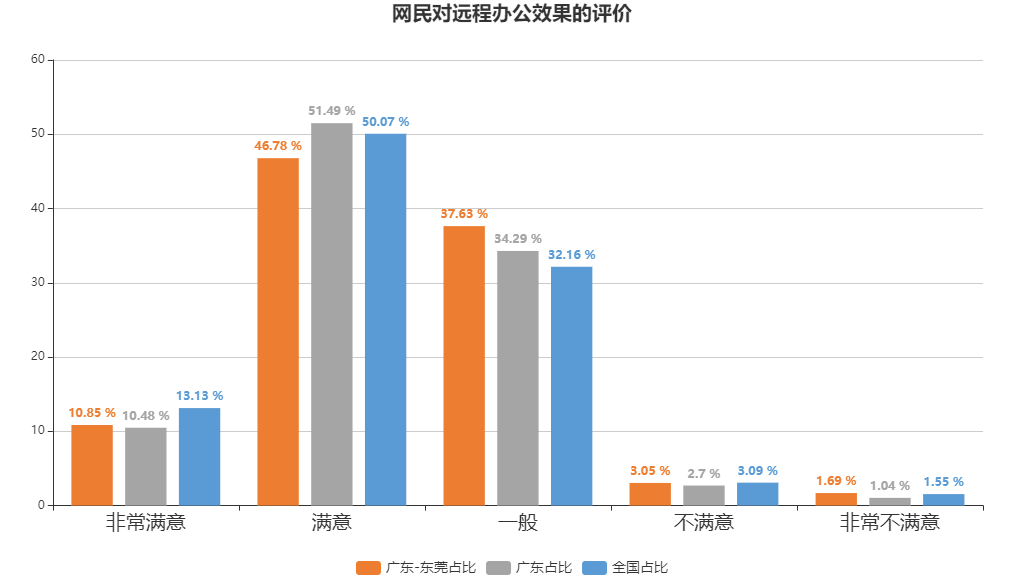 网民对远程办公效果的评价
60
50
40
30
20
10
0
10.85 %
10.48 %
13.13 %
46.78 %
51.49 %
50.07 %
37.63 %
34.29 %
32.16 %
3.05 %
2.7 %
3.09 %
1.69 %
1.04 %
1.55 %
非常满意
满意
一般
不满意
非常不满意
广东-东莞占比
广东占比
全国占比